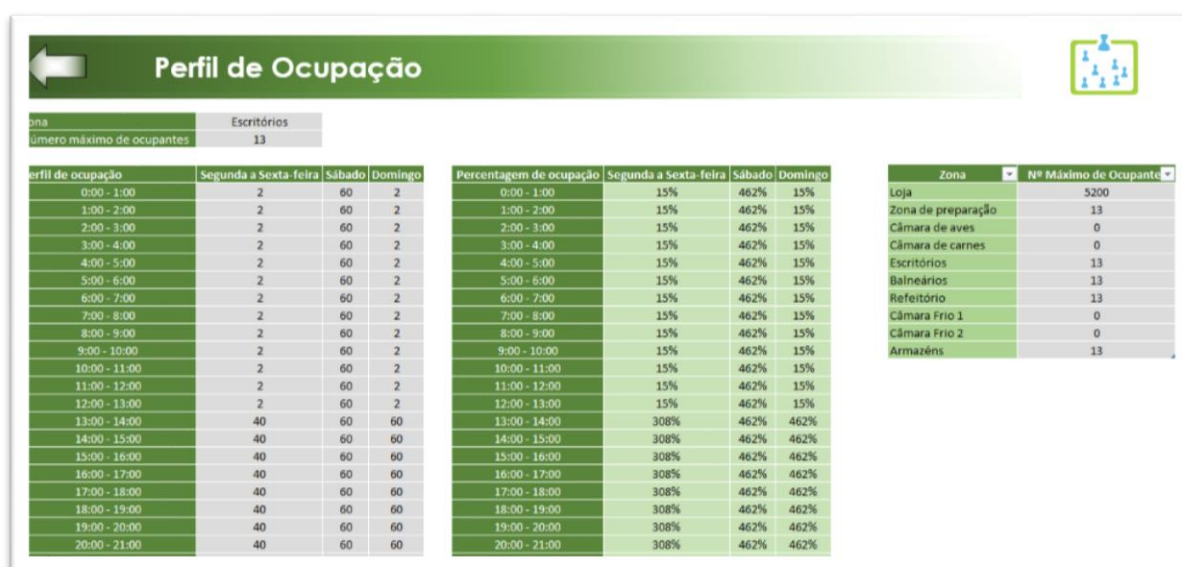 Perfil de Ocupação
ona Escritórios
úmero máximo de ocupantes 13
erfil de ocupação Segunda a Sexta-feira Sábado Domingo
0:00 - 1:00 2 60 2
1:00 - 2:00 2 60 2
2:00 - 3:00 2 60 2
3:00 - 4:00 2 60 2
4:00 - 5:00 2 60 2
5:00 - 6:00 2 60 2
6:00 - 7:00 2 60 2
7:00 - 8:00 2 60 2
8:00 - 9:00 2 60 2
9:00 - 10:00 2 60 2
10:00 - 11:00 2 60 2
11:00 - 12:00 2 60 2
12:00 - 13:00 2 60 2
13:00 - 14:00 40 60 60
14:00 - 15:00 40 60 60
15:00 - 16:00 40 60 60
16:00 - 17:00 40 60 60
17:00 - 18:00 40 60 60
18:00 - 19:00 40 60 60
19:00 - 20:00 40 60 60
20:00 - 21:00 40 60 60
Percentagem de ocupação Segunda a Sexta-feira Sábado Domingo
0:00 - 1:00 15% 462% 15%
1:00 - 2:00 15% 462% 15%
2:00 - 3:00 15% 462% 15%
3:00 - 4:00 15% 462% 15%
4:00 - 5:00 15% 462% 15%
5:00 - 6:00 15% 462% 15%
6:00 - 7:00 15% 462% 15%
7:00 - 8:00 15% 462% 15%
8:00 - 9:00 15% 462% 15%
9:00 - 10:00 15% 462% 15%
10:00 - 11:00 15% 462% 15%
11:00 - 12:00 15% 462% 15%
12:00 - 13:00 15% 462% 15%
13:00 - 14:00 308% 462% 462%
14:00 - 15:00 308% 462% 462%
15:00 - 16:00 308% 462% 462%
16:00 - 17:00 308% 462% 462%
17:00 - 18:00 308% 462% 462%
18:00 - 19:00 308% 462% 462%
19:00 - 20:00 308% 462% 462%
20:00 - 21:00 308% 462% 462%
Zona Nº Máximo de Ocupante
Loja 5200
Zona de preparação 13
Câmara de aves 0
Câmara de carnes 0
Escritórios 13
Balneários 13
Refeitório 13
Câmara Frio 1 0
Câmara Frio 2 0
Armazéns 13